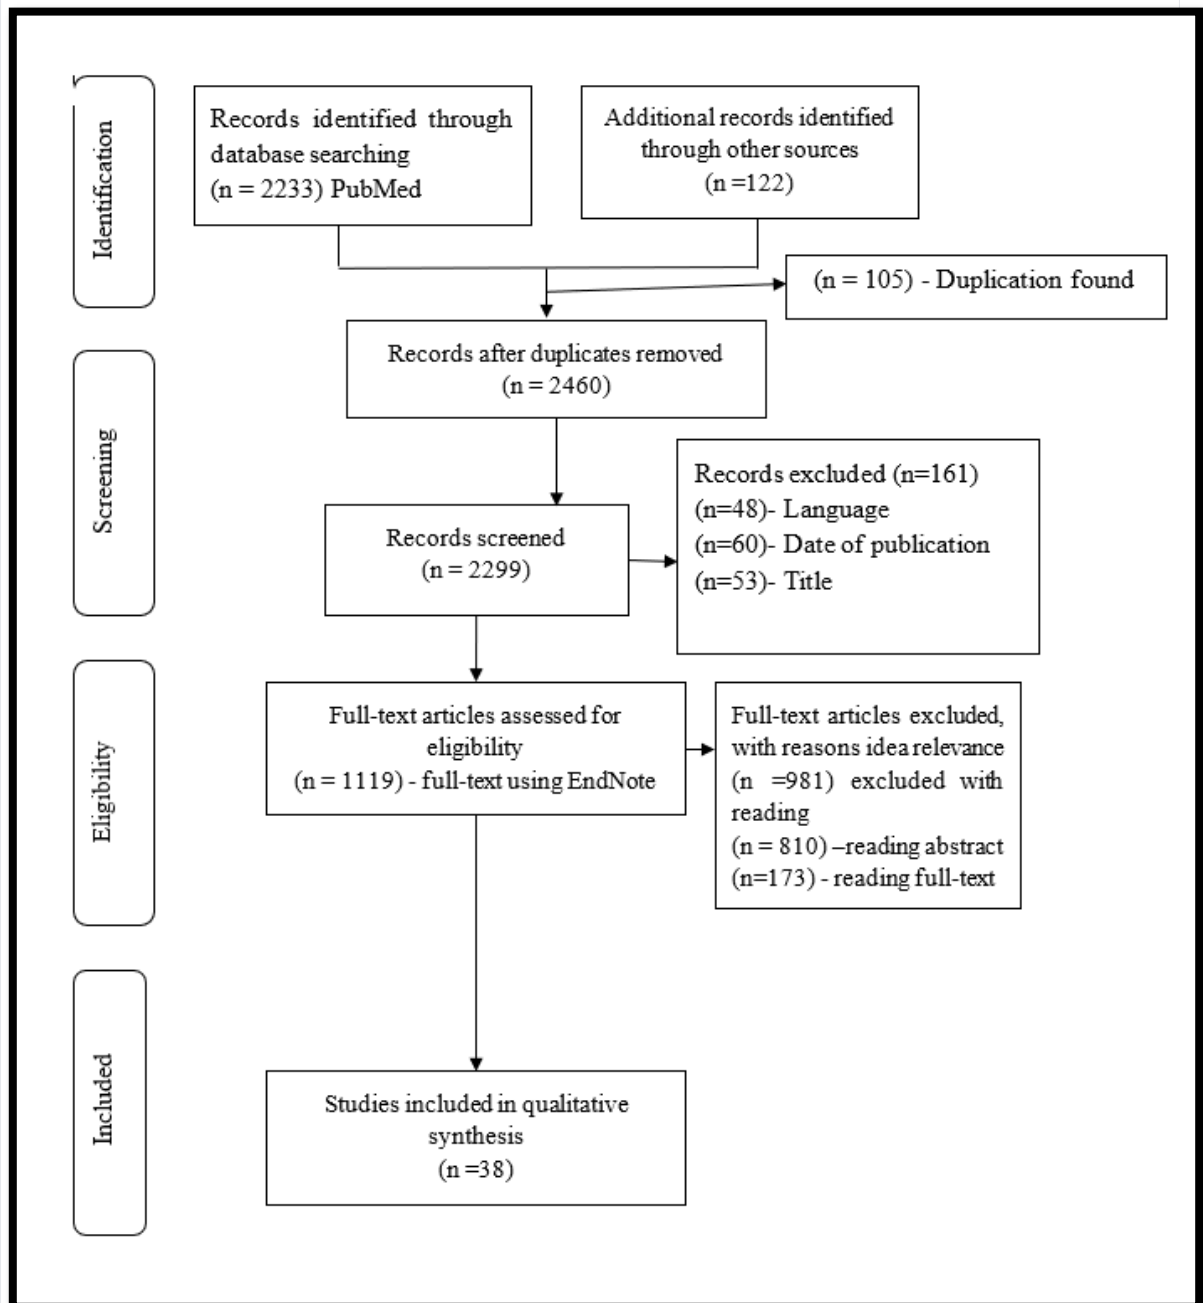 Identification
Records identified through
database searching
(n = 2233) PubMed
Additional records identified
through other sources
(n =122)
(n = 105) - Duplication found
Records after duplicates removed
(n = 2460)
Screening
Records screened
(n = 2299)
Records excluded (n=161)
(n=48)- Language
(n=60)- Date of publication
(n=53)- Title
Eligibility
Full-text articles assessed for
eligibility
(n = 1119) - full-text using EndNote
Full-text articles excluded,
with reasons idea relevance
(n =981) excluded with
reading
(n = 810) –reading abstract
(n=173) - reading full-text
Included
Studies included in qualitative
synthesis
(n =38)